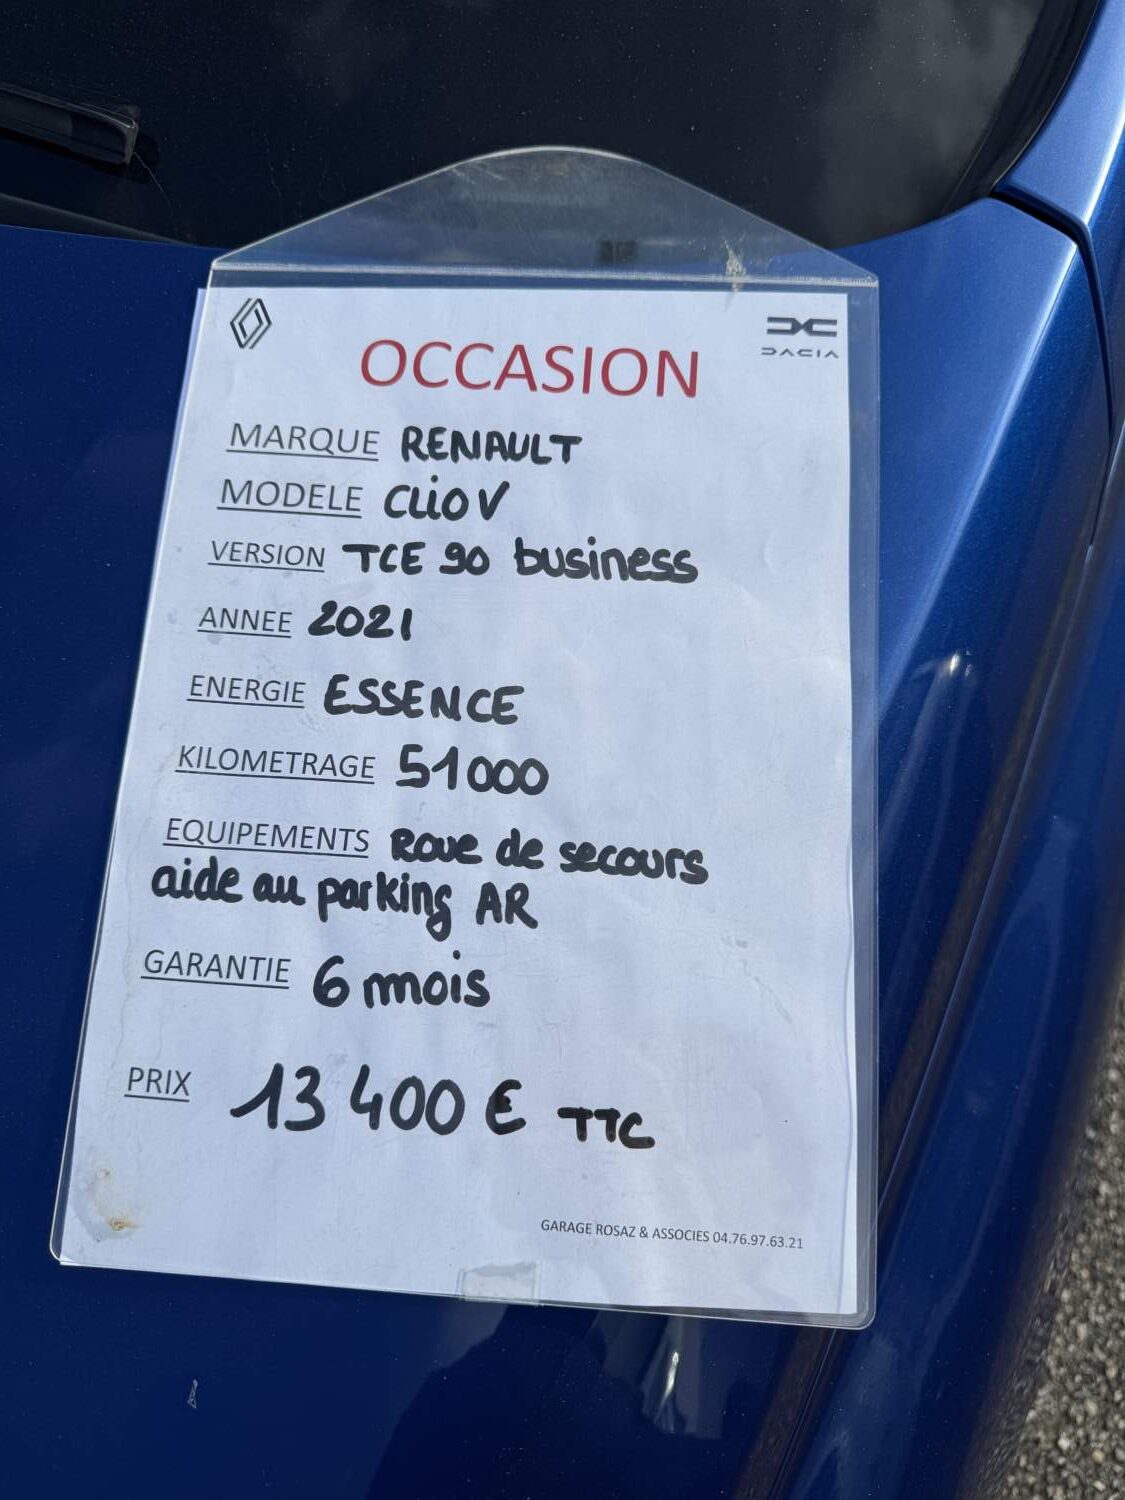 DACIA
OCCASION
MARQUE RENAULT
MODELE CLIO V
VERSION TCE 90 business
ANNEE 2021
ENERGIE ESSENCE
KILOMETRAGE 51000
EQUIPEMENTS Roue de secours
aide au parking AR
GARANTIE 6 mois
PRIX 13 400 € TTC
GARAGE ROSAZ & ASSOCIES 04.76.97.63.21